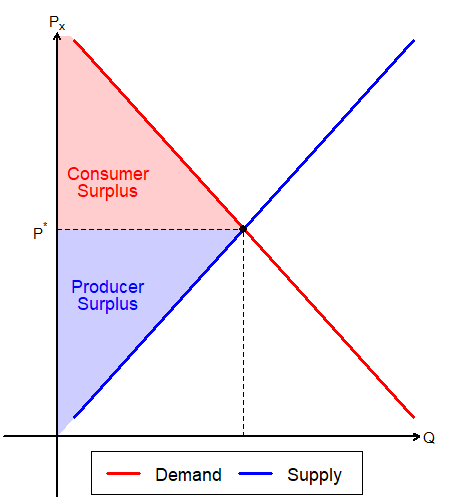 Px
Consumer
Surplus
P*
Producer
Surplus
Q
Demand Supply